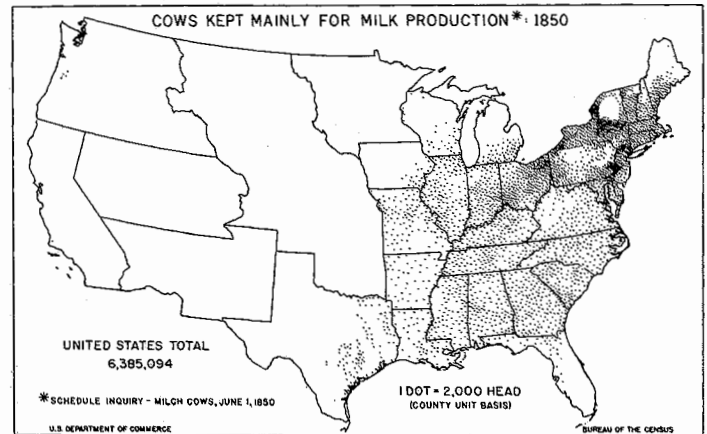 COWS KEPT MAINLY FOR MILK PRODUCTION*: 1850
UNITED STATES TOTAL
6,385,094
*SCHEDULE INQUIRY - MILCH COWS, JUNE 1, 1850
1 DOT = 2,000 HEAD
(COUNTY UNIT BASIS)
U.S. DEPARTMENT OF COMMERCE
BUREAU OF THE CENSUS